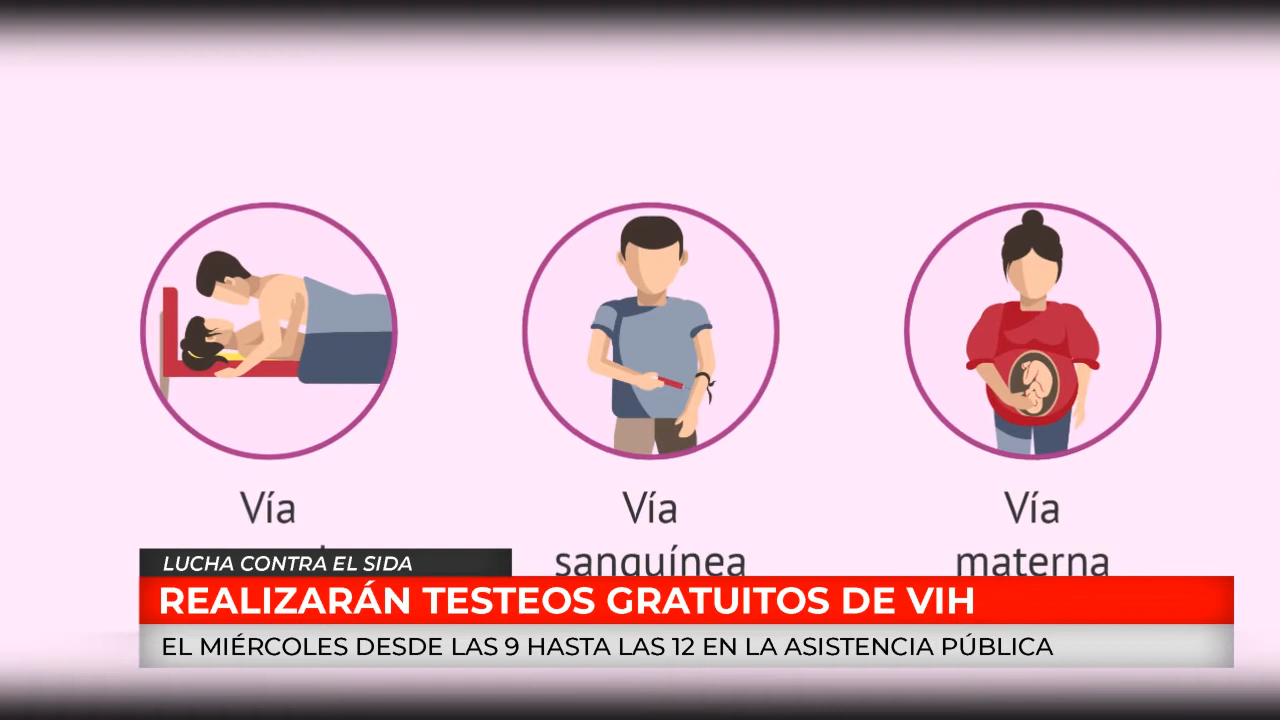 Vía
Vía
Vía
sanguínea
materna
LUCHA CONTRA EL SIDA
REALIZARÁN TESTEOS GRATUITOS DE VIH
EL MIÉRCOLES DESDE LAS 9 HASTA LAS 12 EN LA ASISTENCIA PÚBLICA